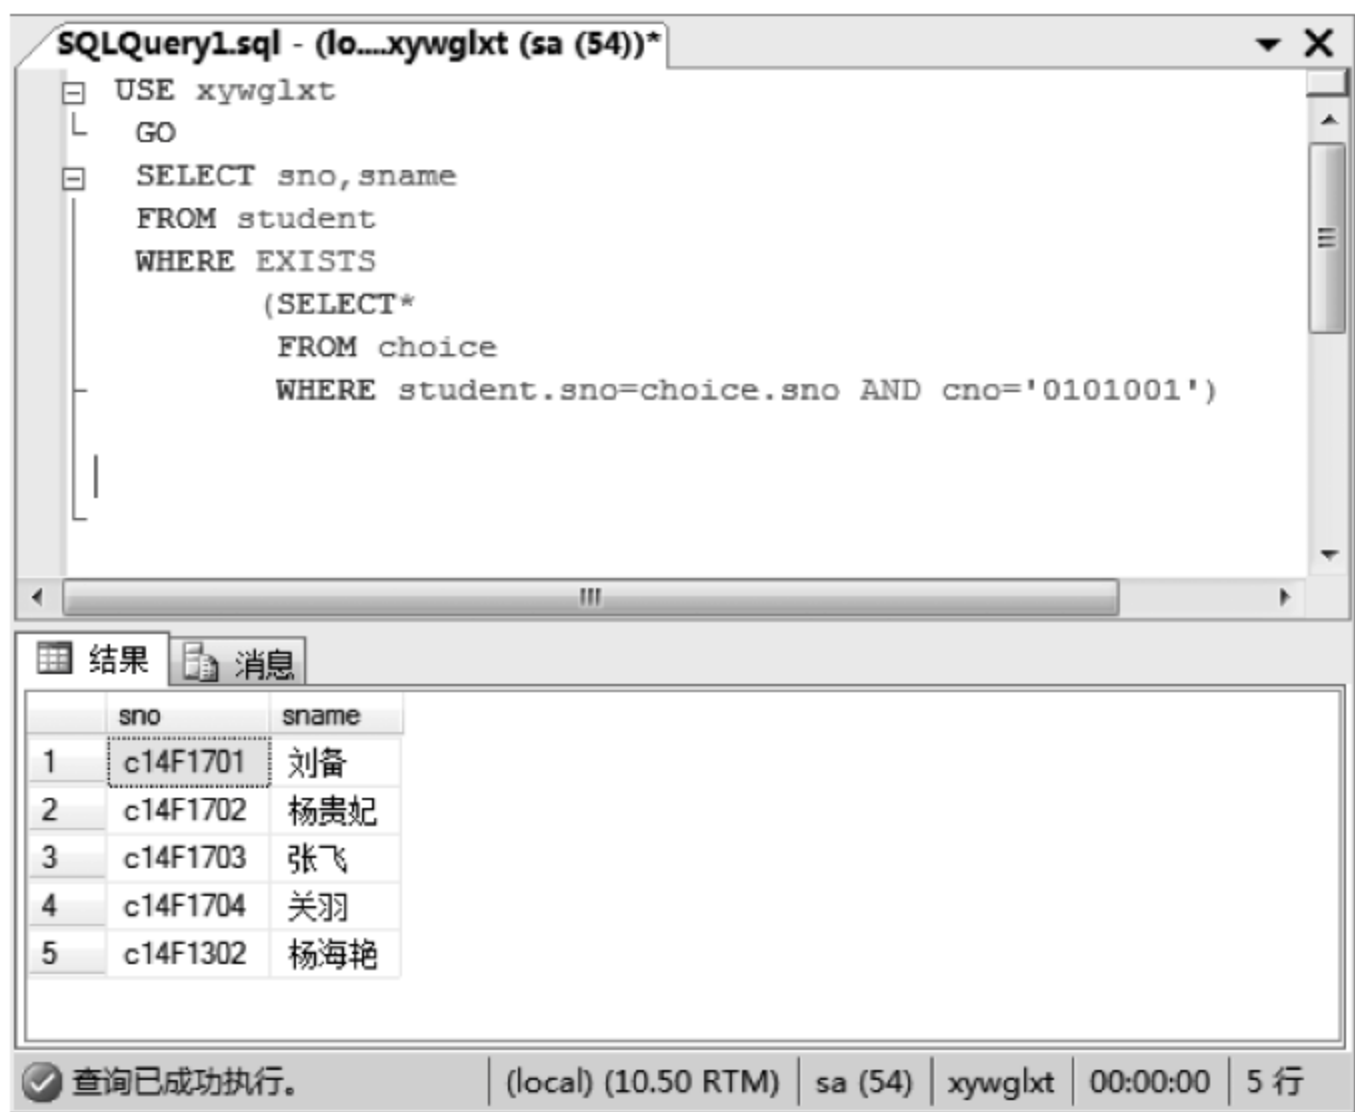 SQLQuery1.sql - (lo....xywglxt (sa (54))*
USE xywglxt
GO
SELECT sno,sname
FROM student
WHERE EXISTS
(SELECT*
FROM choice
WHERE student.sno=choice.sno AND cno='0101001')
结果 消息
sno sname
1 c14F1701 刘备
2 c14F1702 杨贵妃
3 c14F1703 张飞
4 c14F1704 关羽
5 c14F1302 杨海艳
查询已成功执行。 (local) (10.50 RTM) sa (54) xywglxt 00:00:00 5 行